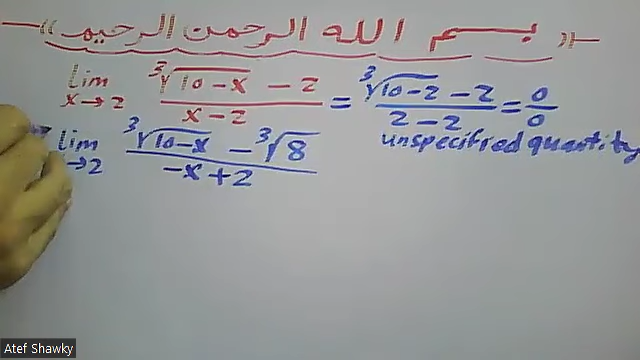 بسم الله الرحمن الرحيم
lim x→2 ∛(10-x) - 2 / x-2 = ∛(10-2) - 2 / 2-2 = 0/0
unspecifred quantity
lim →2 ∛(10-x) - ∛8 / -x+2
Atef Shawky